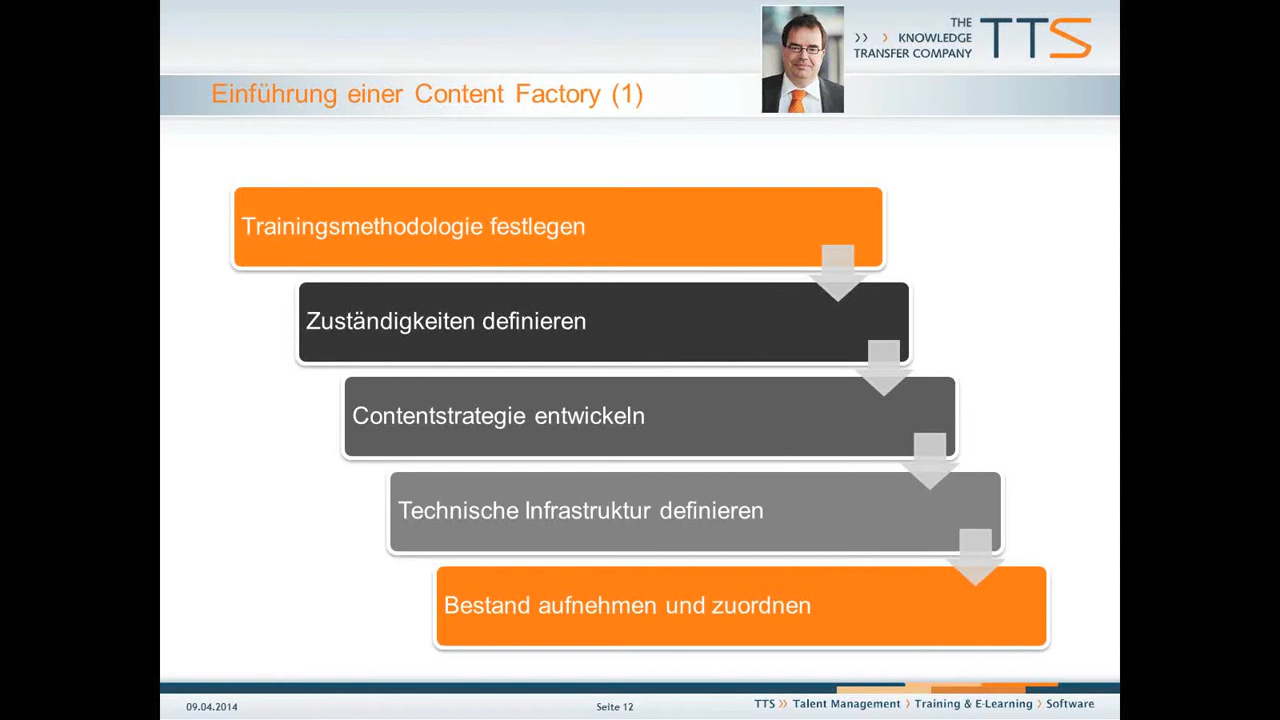 THE
>> > KNOWLEDGE
TRANSFER COMPANY
TTS
Einführung einer Content Factory (1)
Trainingsmethodologie festlegen
Zuständigkeiten definieren
Contentstrategie entwickeln
Technische Infrastruktur definieren
Bestand aufnehmen und zuordnen
09.04.2014
Seite 12
TTS >> Talent Management > Training & E-Learning > Software